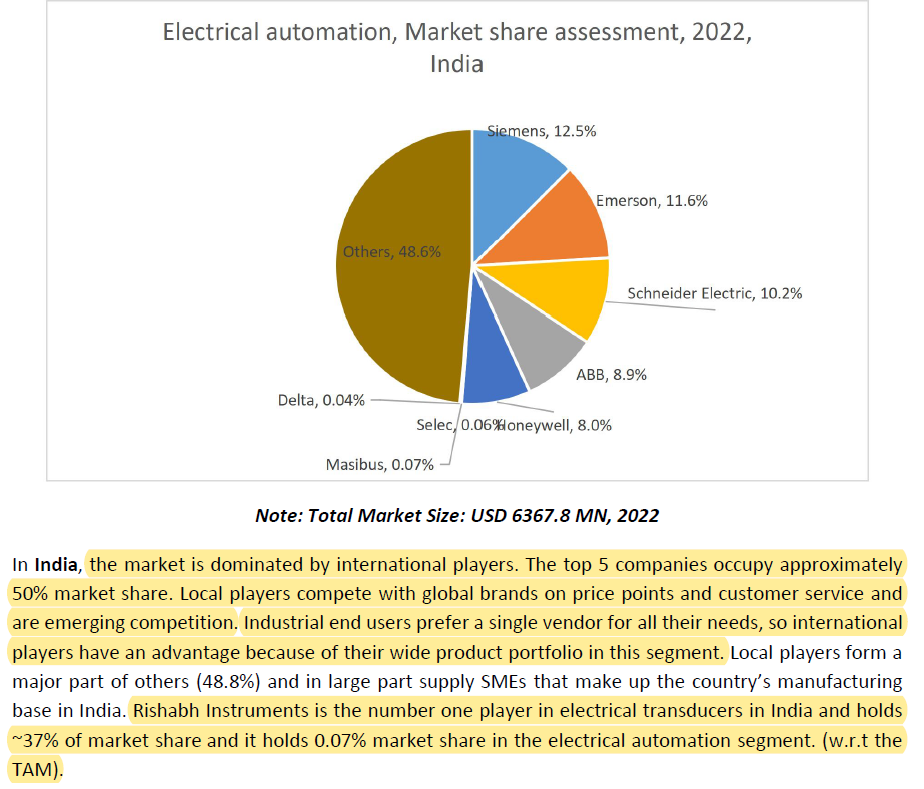 Electrical automation, Market share assessment, 2022,
India
Siemens, 12.5%
Emerson, 11.6%
Schneider Electric, 10.2%
ABB, 8.9%
Honeywell, 8.0%
Selec, 0.06%
Masibus, 0.07%
Delta, 0.04%
Others, 48.6%
Note: Total Market Size: USD 6367.8 MN, 2022
In India, the market is dominated by international players. The top 5 companies occupy approximately
50% market share. Local players compete with global brands on price points and customer service and
are emerging competition. Industrial end users prefer a single vendor for all their needs, so international
players have an advantage because of their wide product portfolio in this segment. Local players form a
major part of others (48.8%) and in large part supply SMEs that make up the country’s manufacturing
base in India. Rishabh Instruments is the number one player in electrical transducers in India and holds
~37% of market share and it holds 0.07% market share in the electrical automation segment. (w.r.t the
TAM).